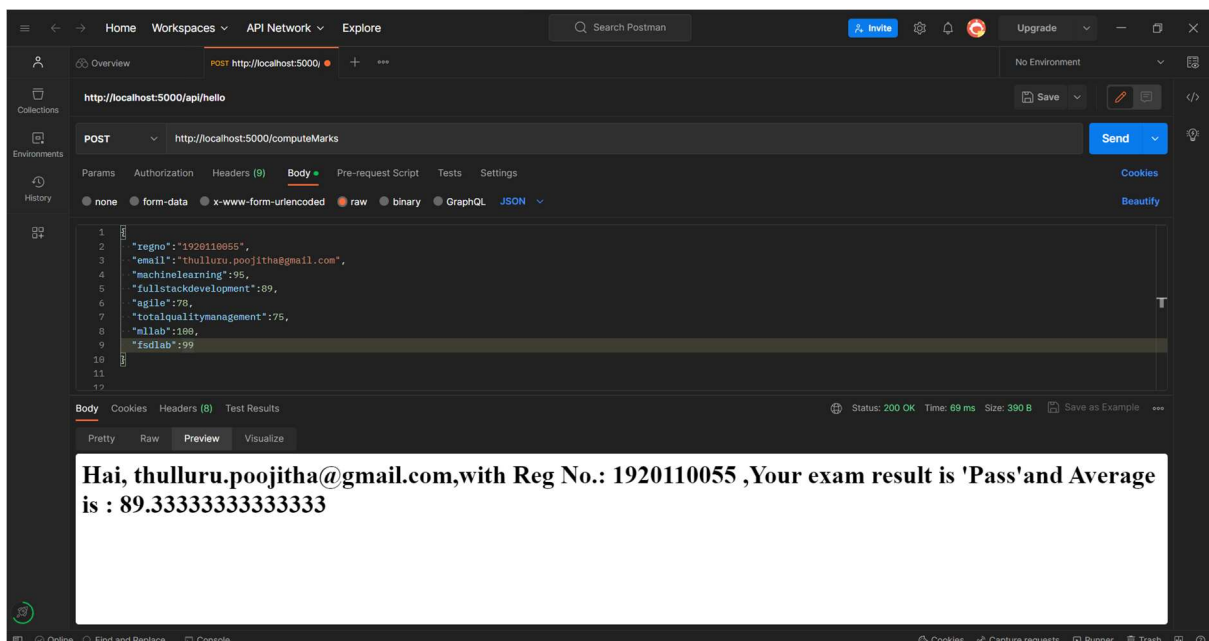 Home Workspaces API Network Explore Search Postman Invite Upgrade
Overview POST http://localhost:5000/ No Environment
http://localhost:5000/api/hello Save
Collections
POST http://localhost:5000/computeMarks Send
Environments
Params Authorization Headers (9) Body Pre-request Script Tests Settings Cookies
History
none form-data x-www-form-urlencoded raw binary GraphQL JSON Beautify
1 {
2 "regno":"1920110055",
3 "email":"thulluru.poojitha@gmail.com",
4 "machinelearning":95,
5 "fullstackdevelopment":89,
6 "agile":78,
7 "totalqualitymanagement":75,
8 "mllab":100,
9 "fsdlab":99
10 }
11
12
Body Cookies Headers (8) Test Results Status: 200 OK Time: 69 ms Size: 390 B Save as Example
Pretty Raw Preview Visualize
Hai, thulluru.poojitha@gmail.com,with Reg No.: 1920110055 ,Your exam result is 'Pass'and Average
is : 89.33333333333333
Online Find and Replace Console Cookies Capture requests Runner Trash